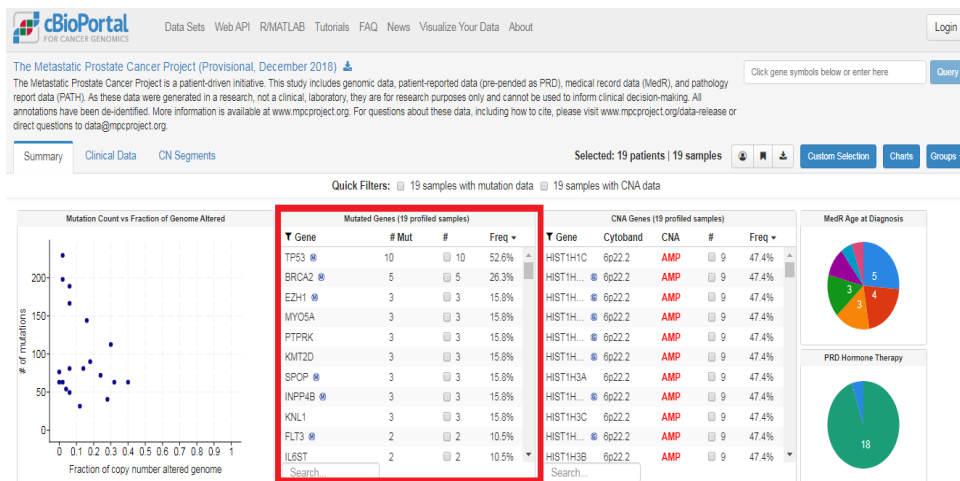 cBioPortal
FOR CANCER GENOMICS
Data Sets Web API R/MATLAB Tutorials FAQ News Visualize Your Data About
Login
The Metastatic Prostate Cancer Project (Provisional, December 2018)
The Metastatic Prostate Cancer Project is a patient-driven initiative. This study includes genomic data, patient-reported data (pre-pended as PRD), medical record data (MedR), and pathology
report data (PATH). As these data were generated in a research, not a clinical, laboratory, they are for research purposes only and cannot be used to inform clinical decision-making. All
annotations have been de-identified. More information is available at www.mpcproject.org. For questions about these data, including how to cite, please visit www.mpcproject.org/data-release or
direct questions to data@mpcproject.org.
Click gene symbols below or enter here
Query
Summary Clinical Data CN Segments
Selected: 19 patients | 19 samples
Custom Selection Charts Groups
Quick Filters: 19 samples with mutation data 19 samples with CNA data
Mutation Count vs Fraction of Genome Altered
# of mutations
200
150
100
50
0
0 0.1 0.2 0.3 0.4 0.5 0.6 0.7 0.8 0.9 1
Fraction of copy number altered genome
Mutated Genes (19 profiled samples)
Gene # Mut # Freq
TP53 M 10 10 52.6%
BRCA2 M 5 5 26.3%
EZH1 M 3 3 15.8%
MYO5A 3 3 15.8%
PTPRK 3 3 15.8%
KMT2D 3 3 15.8%
SPOP M 3 3 15.8%
INPP4B M 3 3 15.8%
KNL1 3 3 15.8%
FLT3 M 2 2 10.5%
IL6ST 2 2 10.5%
Search...
CNA Genes (19 profiled samples)
Gene Cytoband CNA # Freq
HIST1H1C 6p22.2 AMP 9 47.4%
HIST1H... G 6p22.2 AMP 9 47.4%
HIST1H... G 6p22.2 AMP 9 47.4%
HIST1H... G 6p22.2 AMP 9 47.4%
HIST1H... G 6p22.2 AMP 9 47.4%
HIST1H... G 6p22.2 AMP 9 47.4%
HIST1H3A 6p22.2 AMP 9 47.4%
HIST1H... G 6p22.2 AMP 9 47.4%
HIST1H3C 6p22.2 AMP 9 47.4%
HIST1H... G 6p22.2 AMP 9 47.4%
HIST1H3B 6p22.2 AMP 9 47.4%
Search...
MedR Age at Diagnosis
5
4
3
3
PRD Hormone Therapy
18